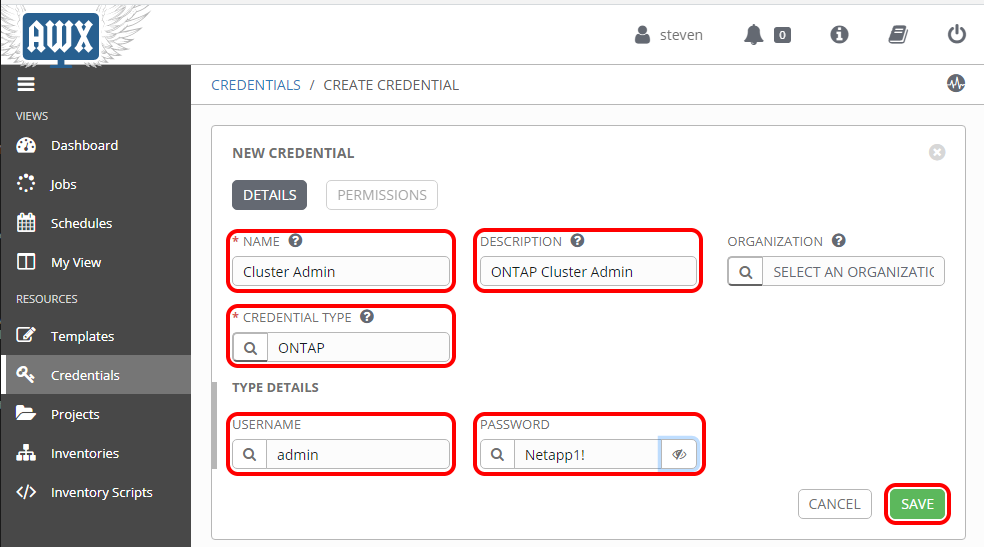 AWX
steven
0
CREDENTIALS / CREATE CREDENTIAL
VIEWS
Dashboard
Jobs
Schedules
My View
RESOURCES
Templates
Credentials
Projects
Inventories
Inventory Scripts
NEW CREDENTIAL
DETAILS
PERMISSIONS
* NAME
DESCRIPTION
ORGANIZATION
Cluster Admin
ONTAP Cluster Admin
SELECT AN ORGANIZATIO
* CREDENTIAL TYPE
ONTAP
TYPE DETAILS
USERNAME
PASSWORD
admin
Netapp1!
CANCEL
SAVE